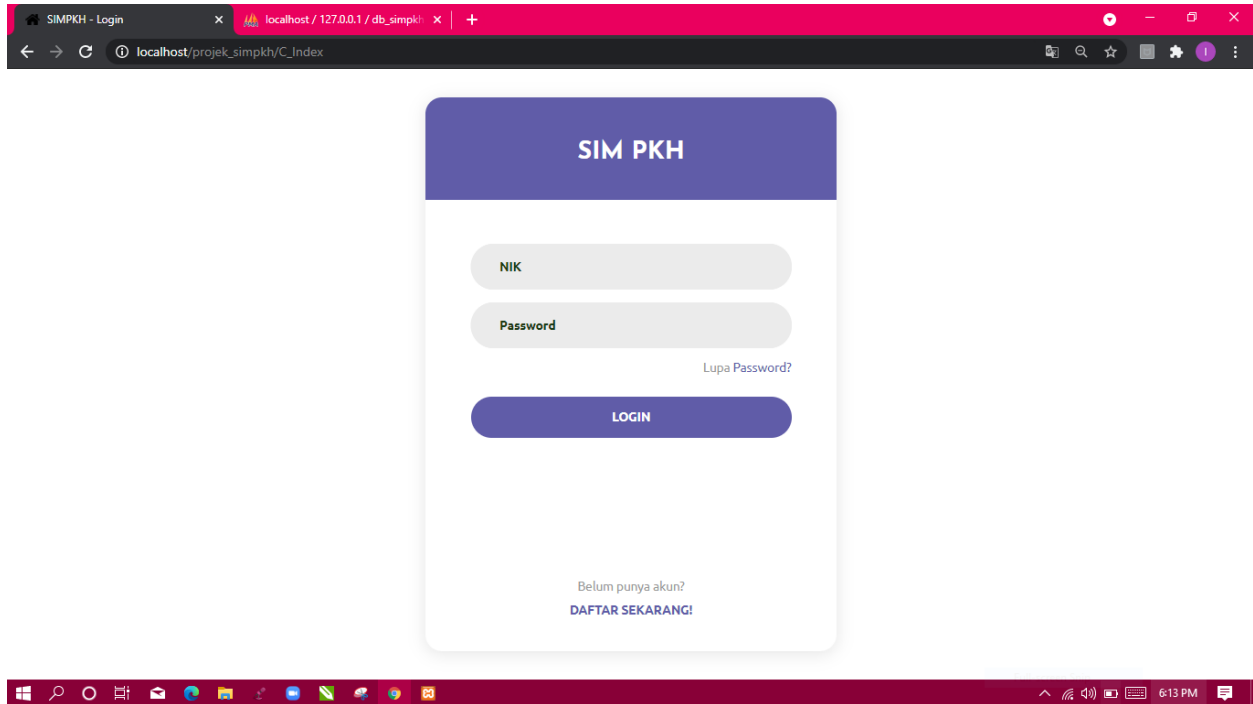 SIMPKH - Login
localhost / 127.0.0.1 / db_simpkh
localhost/projek_simpkh/C_Index
I
SIM PKH
NIK
Password
Lupa Password?
LOGIN
Belum punya akun?
DAFTAR SEKARANG!
6:13 PM